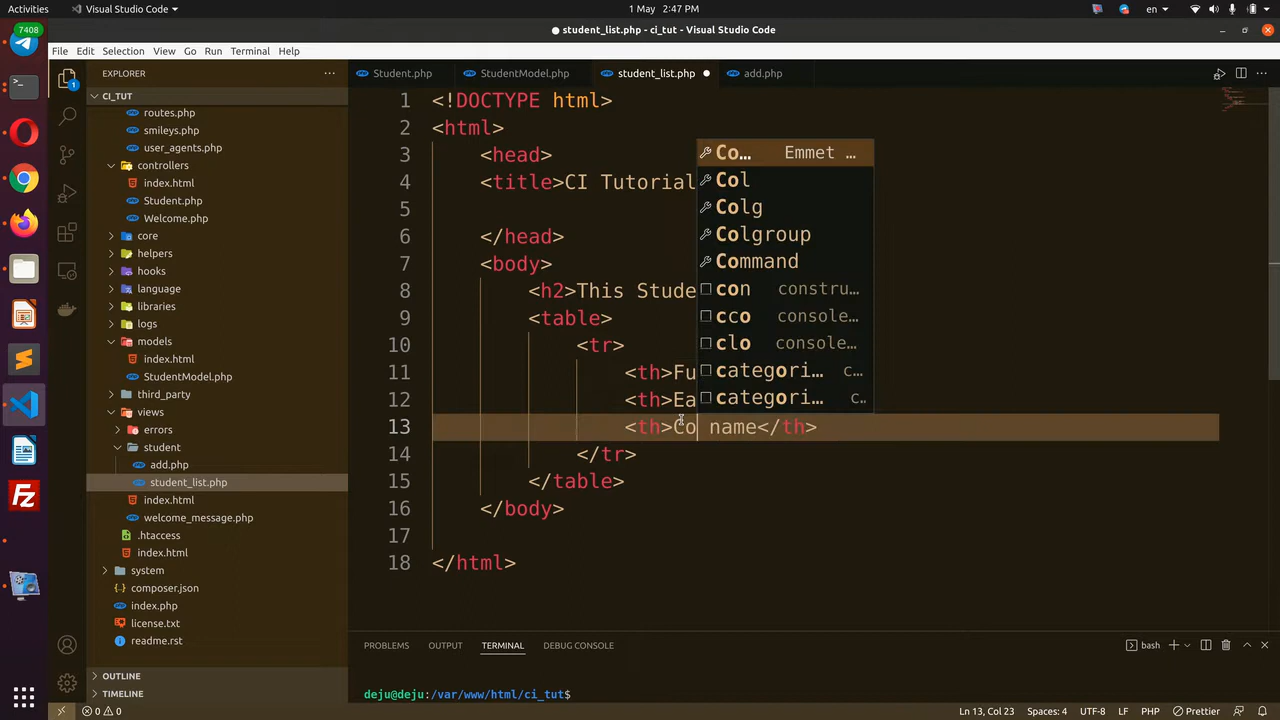 Activities
Visual Studio Code
1 May 2:47 PM
en
7408
student_list.php - ci_tut - Visual Studio Code
File Edit Selection View Go Run Terminal Help
EXPLORER
Student.php
StudentModel.php
student_list.php
add.php
1
CI_TUT
routes.php
smileys.php
user_agents.php
controllers
index.html
Student.php
Welcome.php
core
helpers
hooks
language
libraries
logs
models
index.html
StudentModel.php
third_party
views
errors
student
add.php
student_list.php
index.html
welcome_message.php
.htaccess
index.html
system
composer.json
index.php
license.txt
readme.rst
OUTLINE
TIMELINE
1 <!DOCTYPE html>
2 <html>
3 <head>
4 <title>CI Tutorial
5
6 </head>
7 <body>
8 <h2>This Stude
9 <table>
10 <tr>
11 <th>Fu
12 <th>Ea
13 <th>Co name</th>
14 </tr>
15 </table>
16 </body>
17
18 </html>
Co… Emmet …
Col
Colg
Colgroup
Command
con constru…
cco console…
clo console…
categori… c…
categori… c…
PROBLEMS OUTPUT TERMINAL DEBUG CONSOLE
bash
deju@deju:/var/www/html/ci_tut$
0 0
Ln 13, Col 23 Spaces: 4 UTF-8 LF PHP Prettier